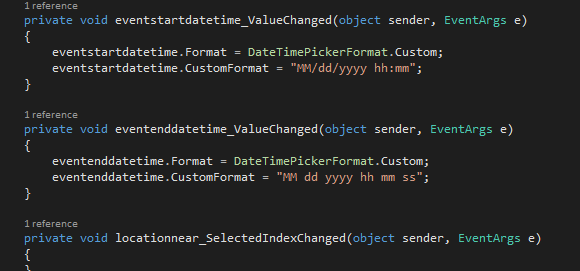 1 reference
private void eventstartdatetime_ValueChanged(object sender, EventArgs e)
{
eventstartdatetime.Format = DateTimePickerFormat.Custom;
eventstartdatetime.CustomFormat = "MM/dd/yyyy hh:mm";
}
1 reference
private void eventenddatetime_ValueChanged(object sender, EventArgs e)
{
eventenddatetime.Format = DateTimePickerFormat.Custom;
eventenddatetime.CustomFormat = "MM dd yyyy hh mm ss";
}
1 reference
private void locationnear_SelectedIndexChanged(object sender, EventArgs e)
{
}